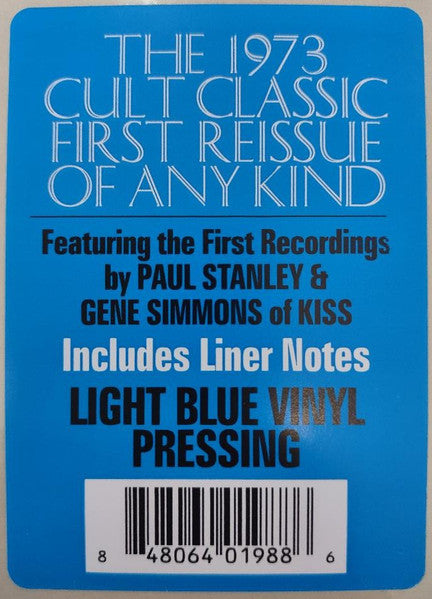 THE 1973
CULT CLASSIC
FIRST REISSUE
OF ANY KIND
Featuring the First Recordings
by PAUL STANLEY &
GENE SIMMONS of KISS
Includes Liner Notes
LIGHT BLUE VINYL
PRESSING
8 48064 01988 6